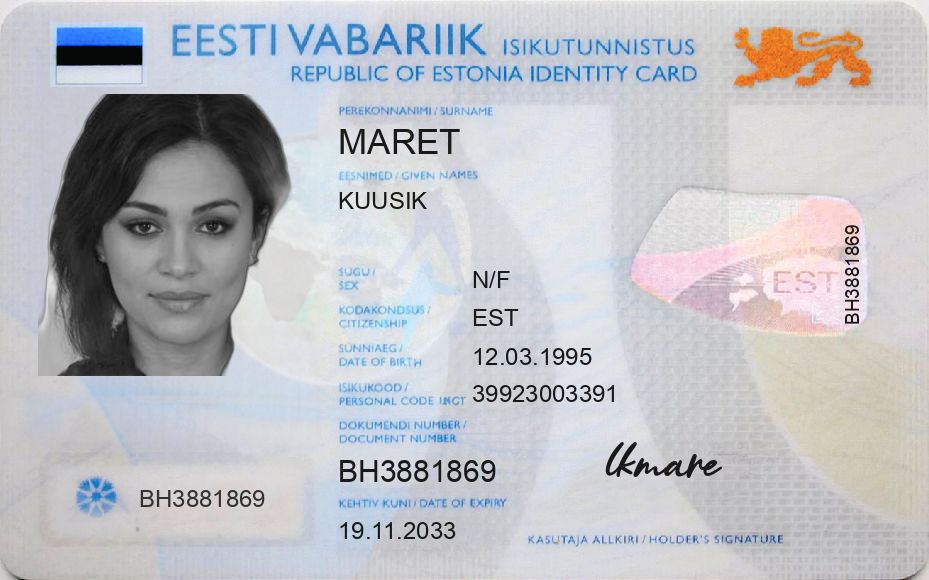 EESTI VABARIIK ISIKUTUNNISTUS
REPUBLIC OF ESTONIA IDENTITY CARD
PEREKONNANIMI / SURNAME
MARET
EESNIMED / GIVEN NAMES
KUUSIK
SUGU /
SEX
N/F
KODAKONDSUS /
CITIZENSHIP
EST
SÜNNIAEG /
DATE OF BIRTH
12.03.1995
ISIKUKOOD /
PERSONAL CODE
39923003391
DOKUMENDI NUMBER /
DOCUMENT NUMBER
BH3881869
KEHTIV KUNI / DATE OF EXPIRY
19.11.2033
BH3881869
EST
BH3881869
lkmare
KASUTAJA ALLKIRI / HOLDER'S SIGNATURE